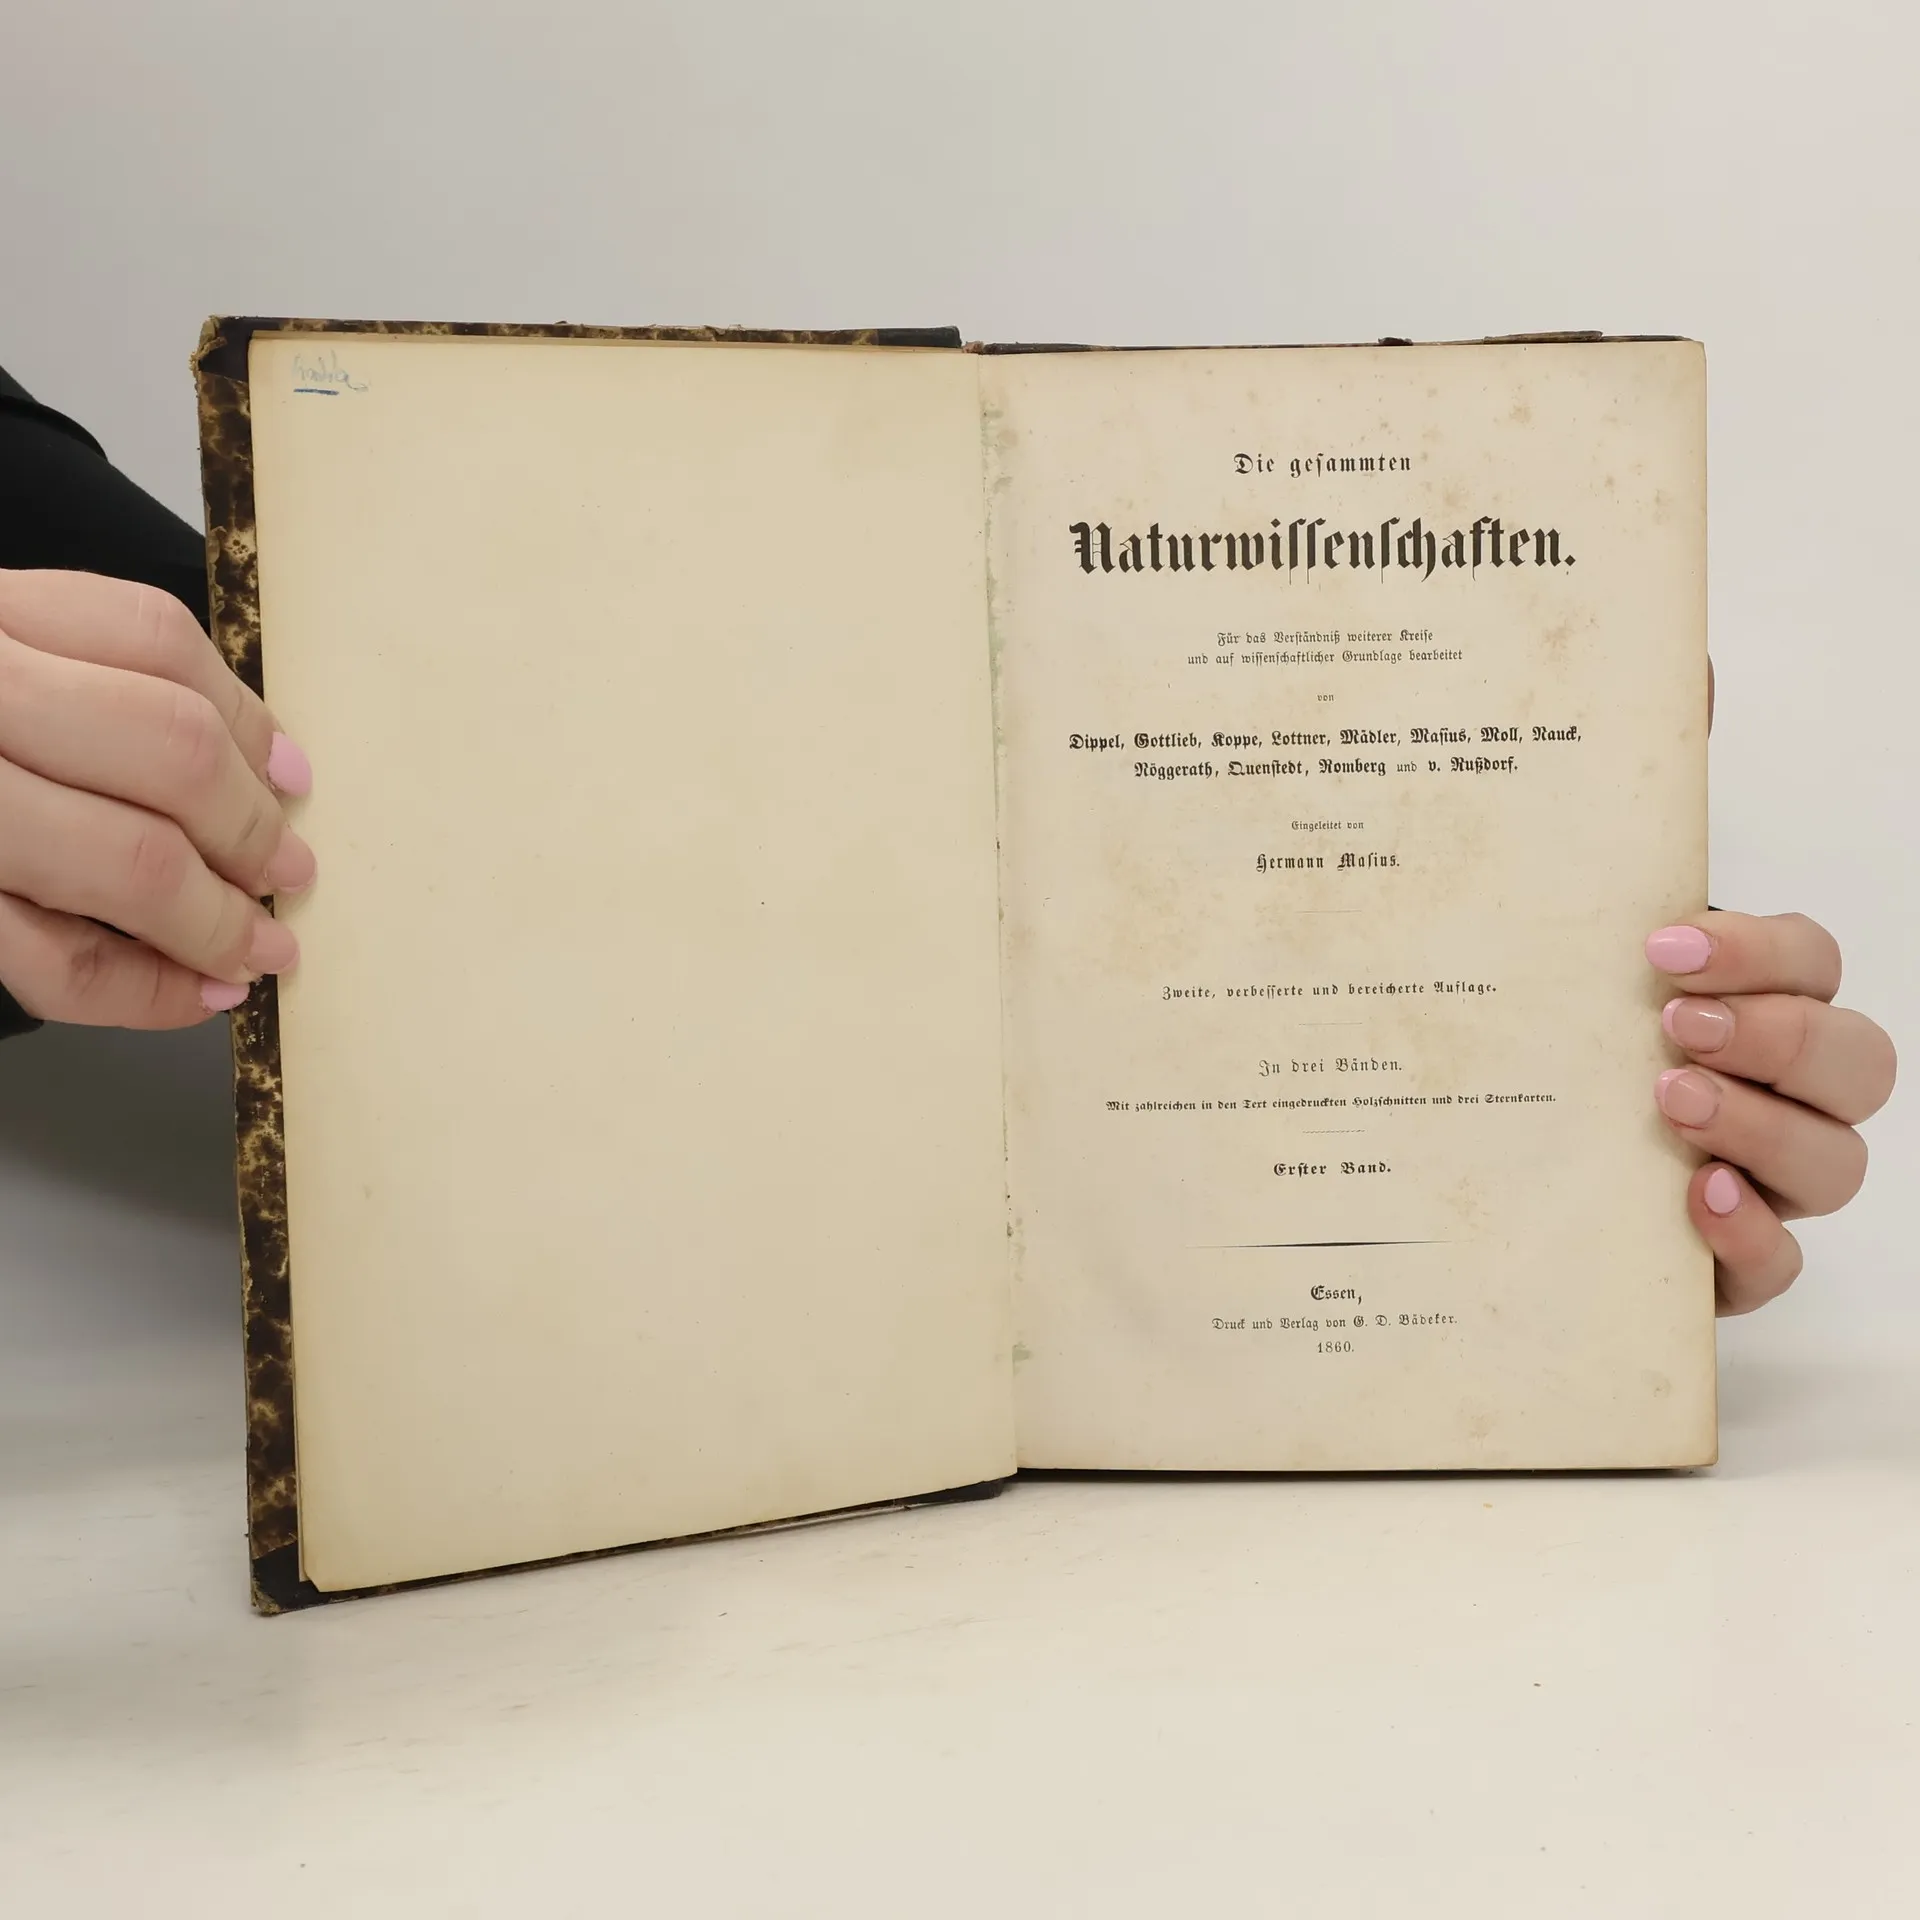 Die gesammten
Naturwissenschaften.
Für das Verständniß weiterer Kreise
und auf wissenschaftlicher Grundlage bearbeitet
von
Dippel, Gottlieb, Koppe, Lottner, Mädler, Masius, Moll, Nauck,
Nöggerath, Quenstedt, Romberg und v. Rußdorf.
Eingeleitet von
Hermann Masius.
Zweite, verbesserte und bereicherte Auflage.
In drei Bänden.
Mit zahlreichen in den Text eingedruckten Holzschnitten und drei Sternkarten.
Erster Band.
Essen,
Druck und Verlag von G. D. Bädeker.
1860.